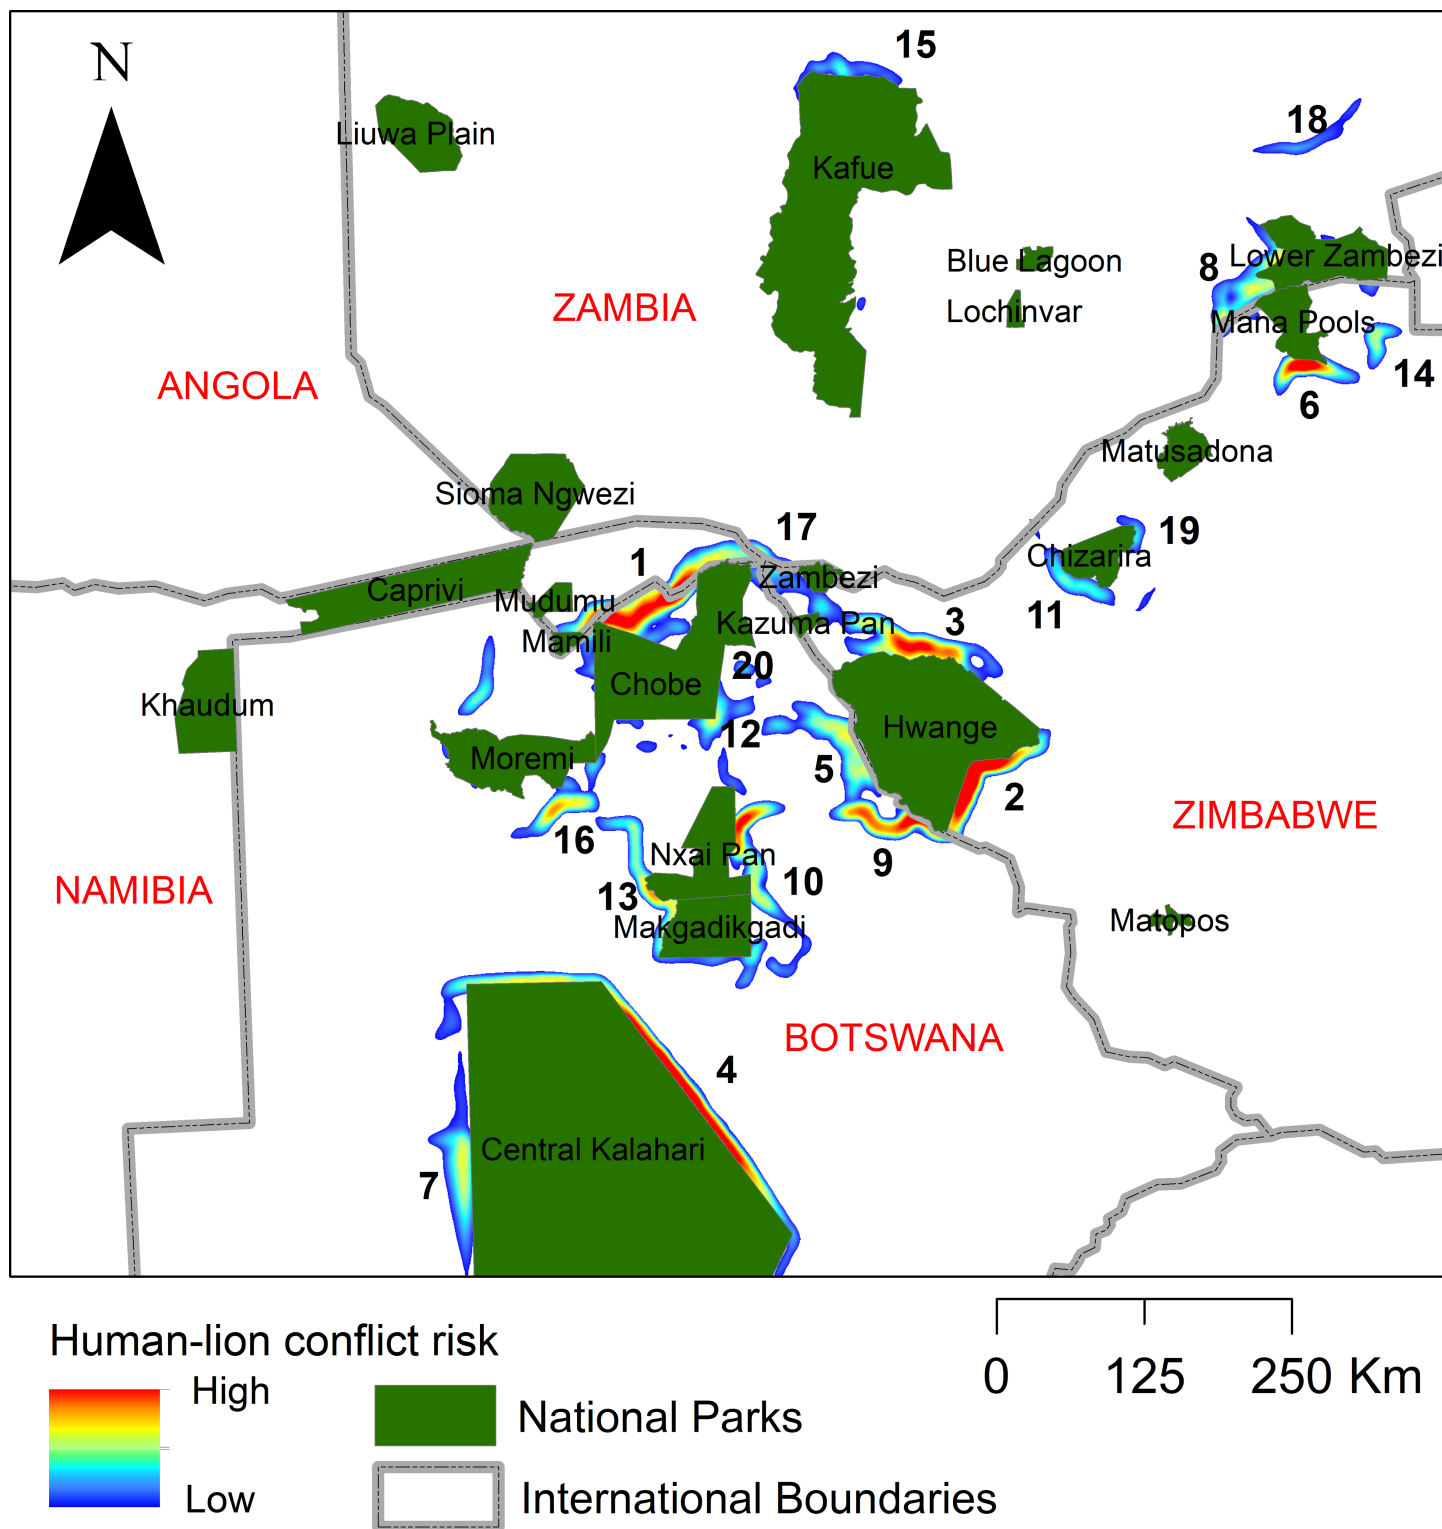 15
N
18
Liuwa Plain
Kafue
Blue Lagoon
Lower Zambezi
8
ZAMBIA
Lochinvar
Mana Pools
14
ANGOLA
6
Matusadona
Sioma Ngwezi
17
19
1
Chizarira
Zambezi
Caprivi
Mudumu
11
3
Kazuma Pan
Mamili
20
Chobe
Khaudum
Hwange
12
Moremi
5
2
ZIMBABWE
16
Nxai Pan
9
10
NAMIBIA
13
Matopos
Makgadikgadi
BOTSWANA
4
Central Kalahari
7
Human-lion conflict risk
High
Low
National Parks
International Boundaries
0 125 250 Km